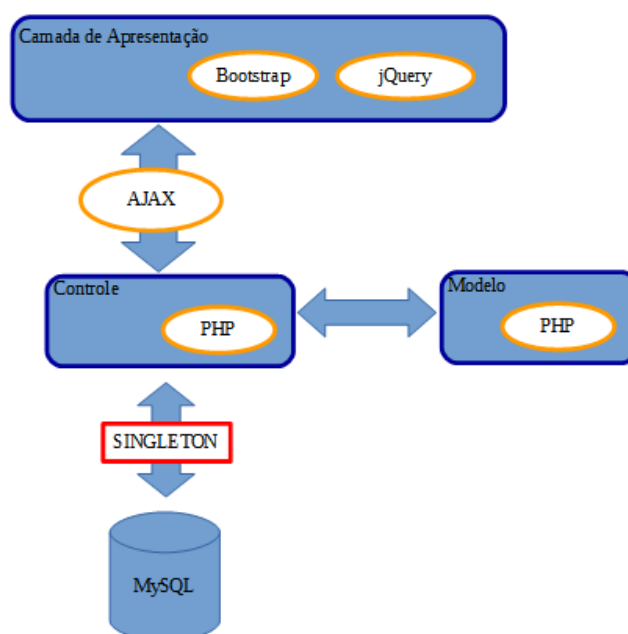 Camada de Apresentação
Bootstrap
jQuery
AJAX
Controle
PHP
Modelo
PHP
SINGLETON
MySQL